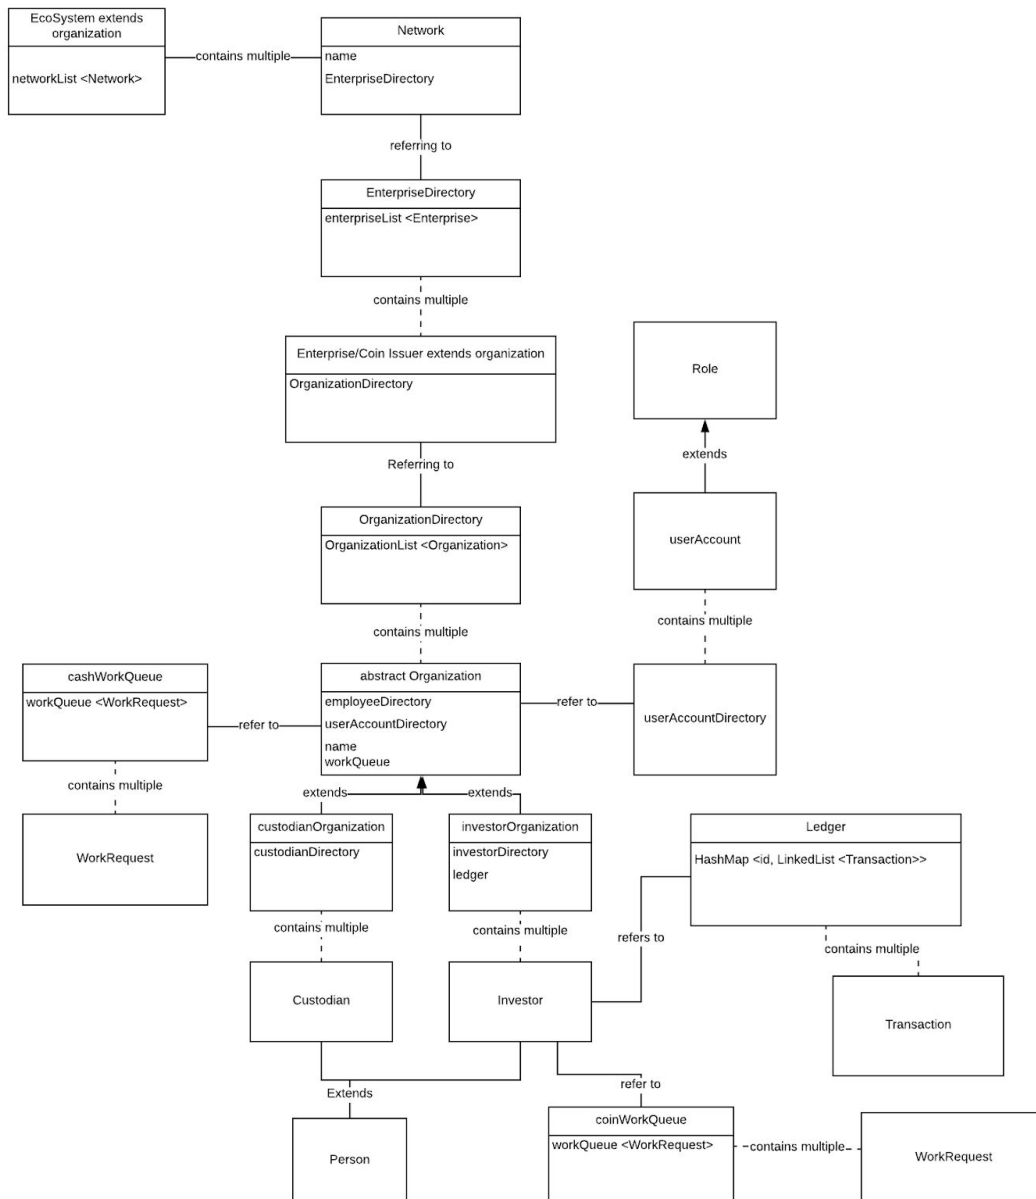 EcoSystem extends
organization
networkList <Network>
contains multiple
Network
name
EnterpriseDirectory
referring to
EnterpriseDirectory
enterpriseList <Enterprise>
contains multiple
Enterprise/Coin Issuer extends organization
OrganizationDirectory
Referring to
OrganizationDirectory
OrganizationList <Organization>
contains multiple
Role
extends
userAccount
contains multiple
userAccountDirectory
cashWorkQueue
workQueue <WorkRequest>
refer to
abstract Organization
employeeDirectory
userAccountDirectory
name
workQueue
refer to
contains multiple
WorkRequest
extends
extends
custodianOrganization
custodianDirectory
investorOrganization
investorDirectory
ledger
Ledger
HashMap <id, LinkedList <Transaction>>
contains multiple
contains multiple
refers to
contains multiple
Custodian
Investor
Transaction
Extends
refer to
Person
coinWorkQueue
workQueue <WorkRequest>
contains multiple
WorkRequest